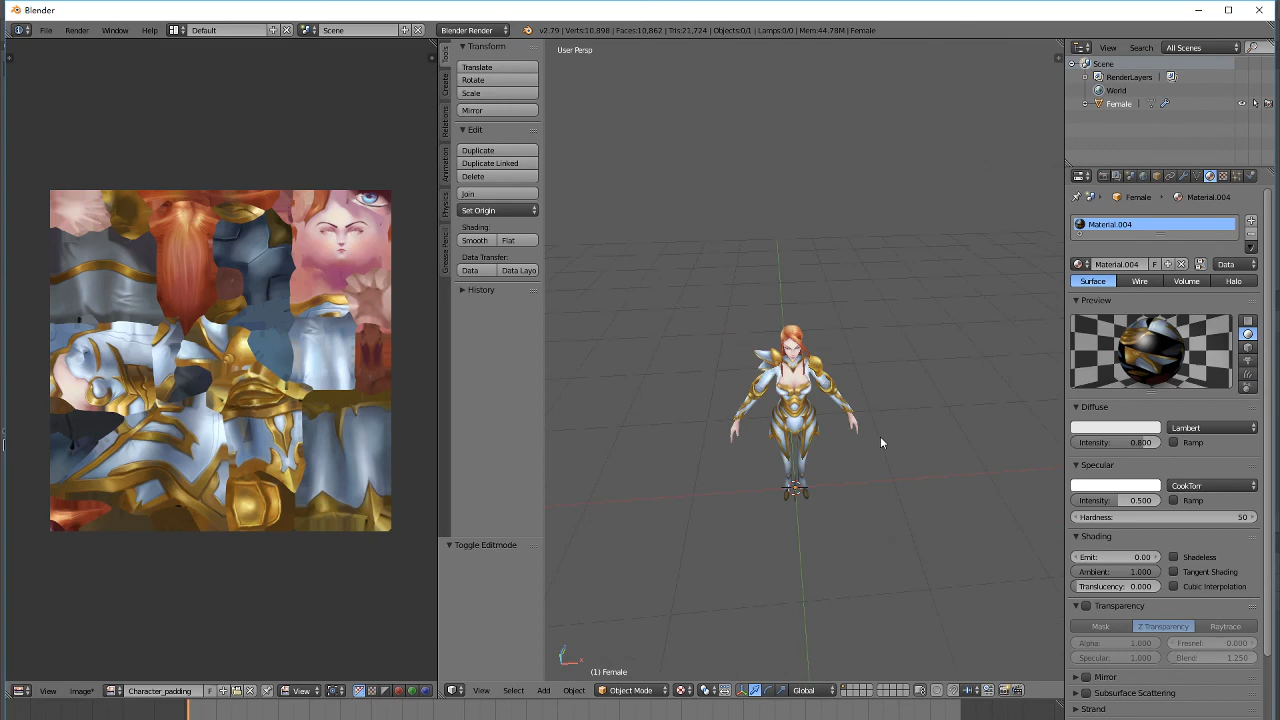 Blender
File Render Window Help Default Scene Blender Render v2.79 | Verts:10,898 | Faces:10,862 | Tris:21,724 | Objects:0/1 | Lamps:0/0 | Mem:44.78M | Female
Tools
Create
Relations
Animation
Physics
Grease Pencil
Transform
Translate
Rotate
Scale
Mirror
Edit
Duplicate
Duplicate Linked
Delete
Join
Set Origin
Shading:
Smooth Flat
Data Transfer:
Data Data Layo
History
Toggle Editmode
User Persp
(1) Female
View Search All Scenes
Scene
RenderLayers
World
Female
Female Material.004
Material.004
Material.004 F Data
Surface Wire Volume Halo
Preview
Diffuse
Lambert
Intensity: 0.800 Ramp
Specular
CookTorr
Intensity: 0.500 Ramp
Hardness: 50
Shading
Emit: 0.00 Shadeless
Ambient: 1.000 Tangent Shading
Translucency: 0.000 Cubic Interpolation
Transparency
Mask Z Transparency Raytrace
Alpha: 1.000 Fresnel: 0.000
Specular: 1.000 Blend: 1.250
Mirror
Subsurface Scattering
Strand
View Image* Character_padding F View
View Select Add Object Object Mode Global